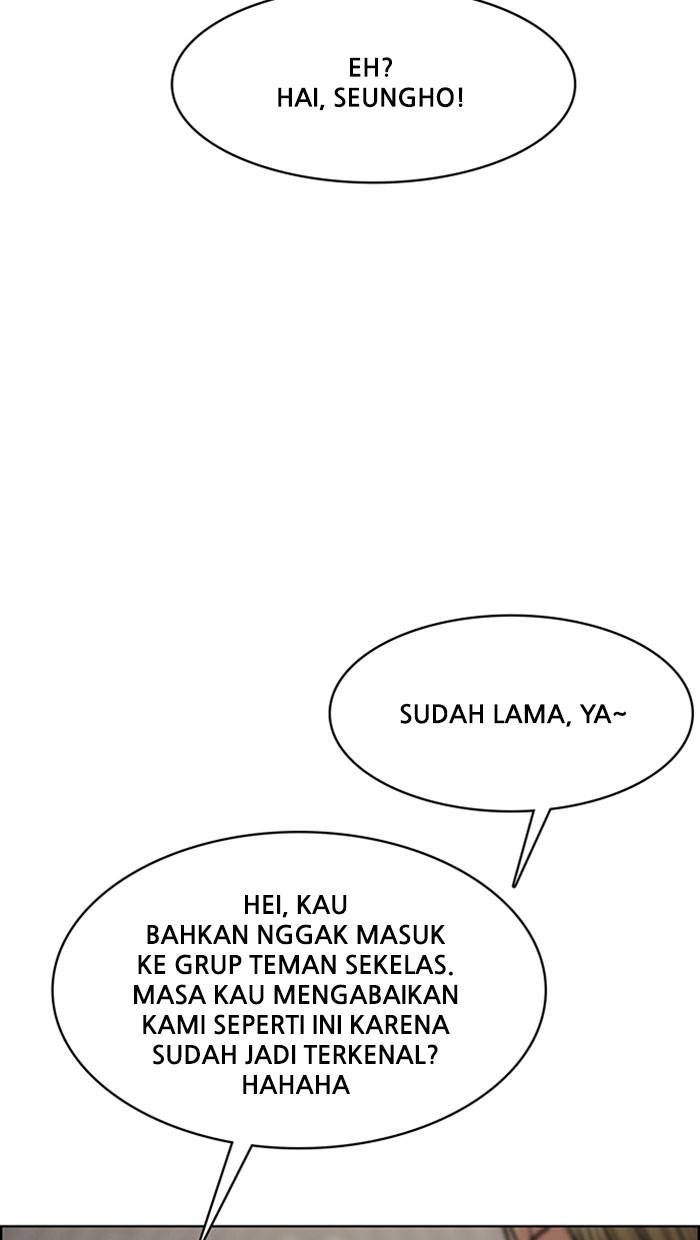 EH?
HAI, SEUNGHO!
SUDAH LAMA, YA~
HEI, KAU
BAHKAN NGGAK MASUK
KE GRUP TEMAN SEKELAS.
MASA KAU MENGABAIKAN
KAMI SEPERTI INI KARENA
SUDAH JADI TERKENAL?
HAHAHA